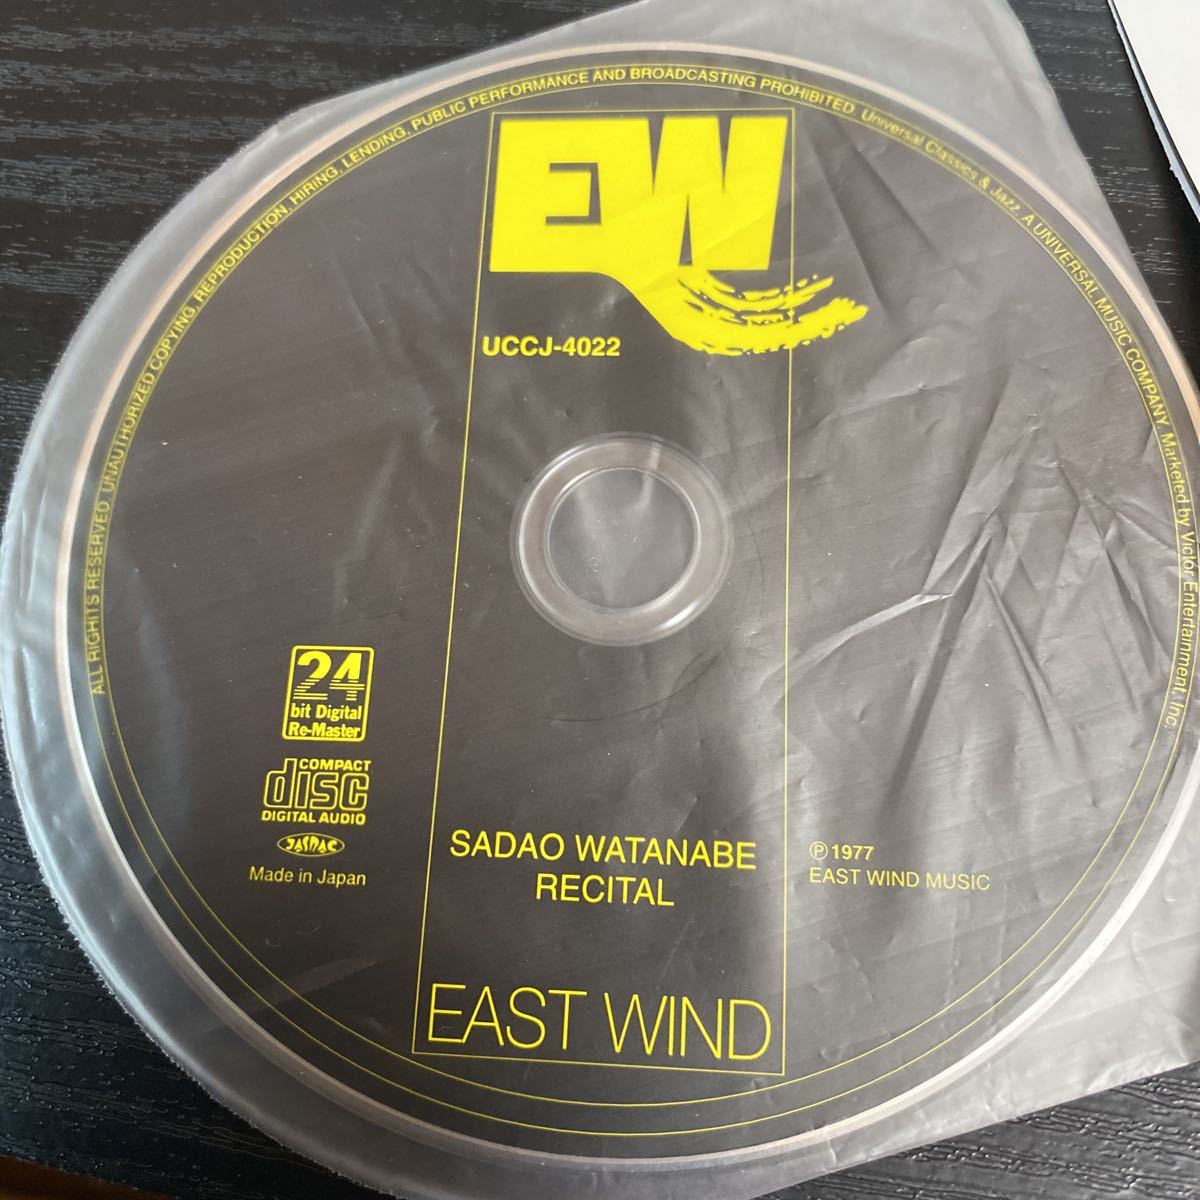 ALL RIGHTS RESERVED. UNAUTHORIZED COPYING, REPRODUCTION, HIRING, LENDING, PUBLIC PERFORMANCE AND BROADCASTING PROHIBITED. Universal Classics & Jazz. A UNIVERSAL MUSIC COMPANY. Marketed by Victor Entertainment, Inc.
EW
UCCJ-4022
24
bit Digital
Re-Master
COMPACT
disc
DIGITAL AUDIO
JASRAC
Made in Japan
SADAO WATANABE
RECITAL
℗ 1977
EAST WIND MUSIC
EAST WIND